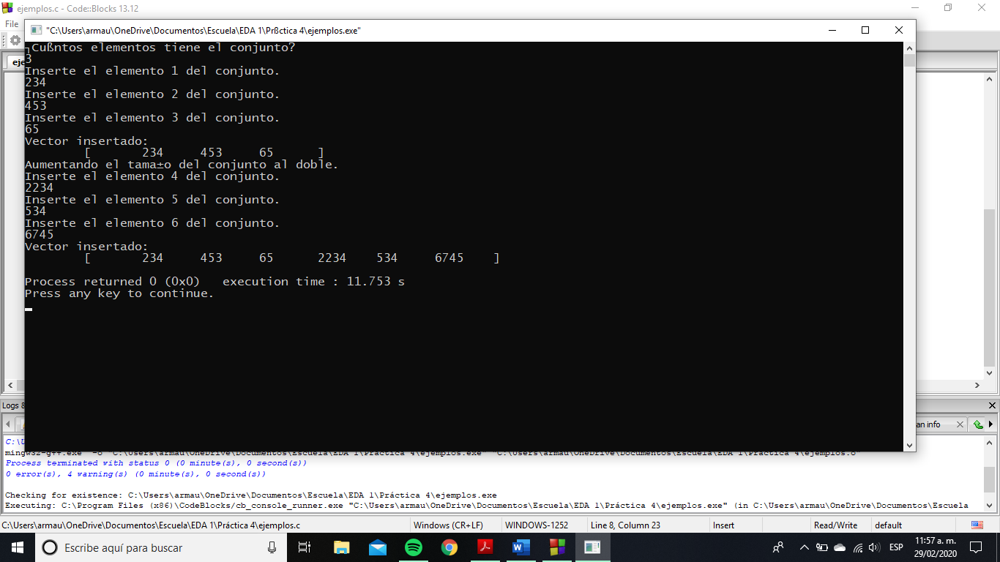 ejemplos.c - Code::Blocks 13.12
File
"C:\Users\armau\OneDrive\Documentos\Escuela\EDA 1\Prßctica 4\ejemplos.exe"
┐Cußntos elementos tiene el conjunto?
3
Inserte el elemento 1 del conjunto.
234
Inserte el elemento 2 del conjunto.
453
Inserte el elemento 3 del conjunto.
65
Vector insertado:
[ 234 453 65 ]
Aumentando el tama±o del conjunto al doble.
Inserte el elemento 4 del conjunto.
2234
Inserte el elemento 5 del conjunto.
534
Inserte el elemento 6 del conjunto.
6745
Vector insertado:
[ 234 453 65 2234 534 6745 ]
Process returned 0 (0x0) execution time : 11.753 s
Press any key to continue.
Logs &
an info
mingw32-g++.exe -o "C:\Users\armau\OneDrive\Documentos\Escuela\EDA 1\Práctica 4\ejemplos.exe" "C:\Users\armau\OneDrive\Documentos\Escuela\EDA 1\Práctica 4\ejemplos.o"
Process terminated with status 0 (0 minute(s), 0 second(s))
0 error(s), 4 warning(s) (0 minute(s), 0 second(s))
Checking for existence: C:\Users\armau\OneDrive\Documentos\Escuela\EDA 1\Práctica 4\ejemplos.exe
Executing: C:\Program Files (x86)\CodeBlocks/cb_console_runner.exe "C:\Users\armau\OneDrive\Documentos\Escuela\EDA 1\Práctica 4\ejemplos.exe" (in C:\Users\armau\OneDrive\Documentos\Escuela
C:\Users\armau\OneDrive\Documentos\Escuela\EDA 1\Práctica 4\ejemplos.c Windows (CR+LF) WINDOWS-1252 Line 8, Column 23 Insert Read/Write default
Escribe aquí para buscar
ESP
11:57 a. m.
29/02/2020